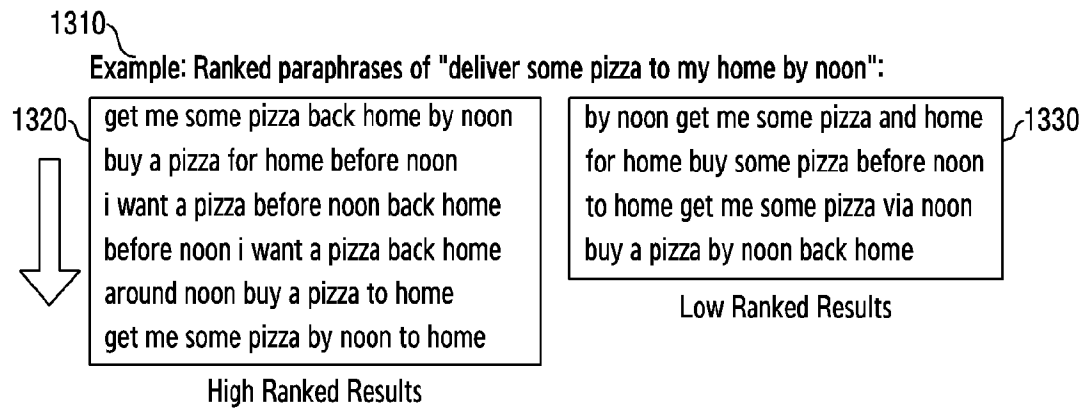 1310
Example: Ranked paraphrases of "deliver some pizza to my home by noon":
1320
get me some pizza back home by noon
buy a pizza for home before noon
i want a pizza before noon back home
before noon i want a pizza back home
around noon buy a pizza to home
get me some pizza by noon to home
High Ranked Results
by noon get me some pizza and home
for home buy some pizza before noon
to home get me some pizza via noon
buy a pizza by noon back home
1330
Low Ranked Results